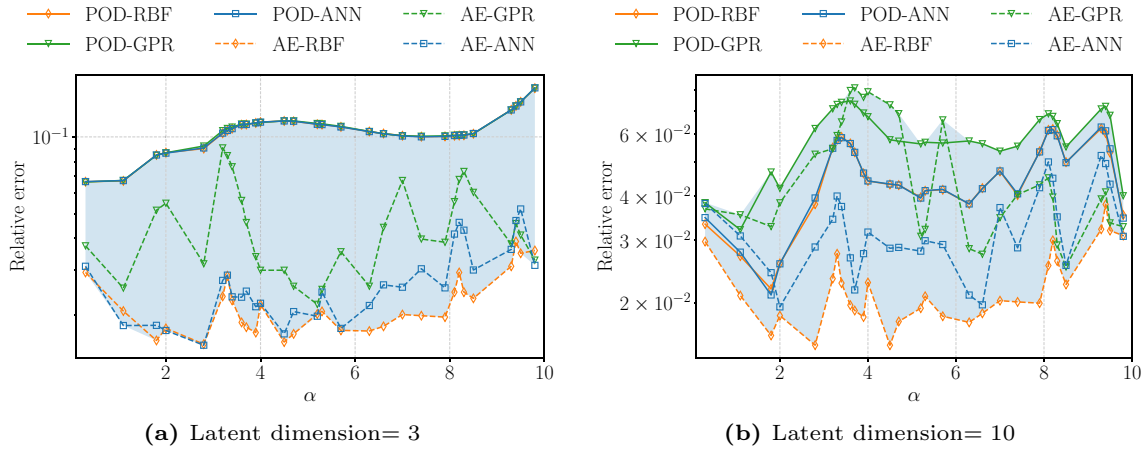 POD-RBF POD-ANN AE-GPR
POD-GPR AE-RBF AE-ANN
10⁻¹
Relative error
2 4 6 8 10
α
(a) Latent dimension= 3
POD-RBF POD-ANN AE-GPR
POD-GPR AE-RBF AE-ANN
6 × 10⁻²
4 × 10⁻²
3 × 10⁻²
2 × 10⁻²
Relative error
2 4 6 8 10
α
(b) Latent dimension= 10